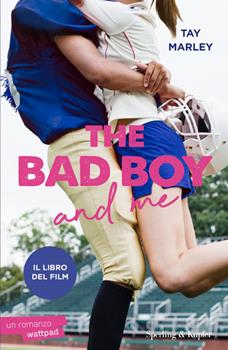 TAY
MARLEY
THE
BAD BOY
and me
IL LIBRO
DEL FILM
un romanzo
wattpad
Sperling & Kupfer